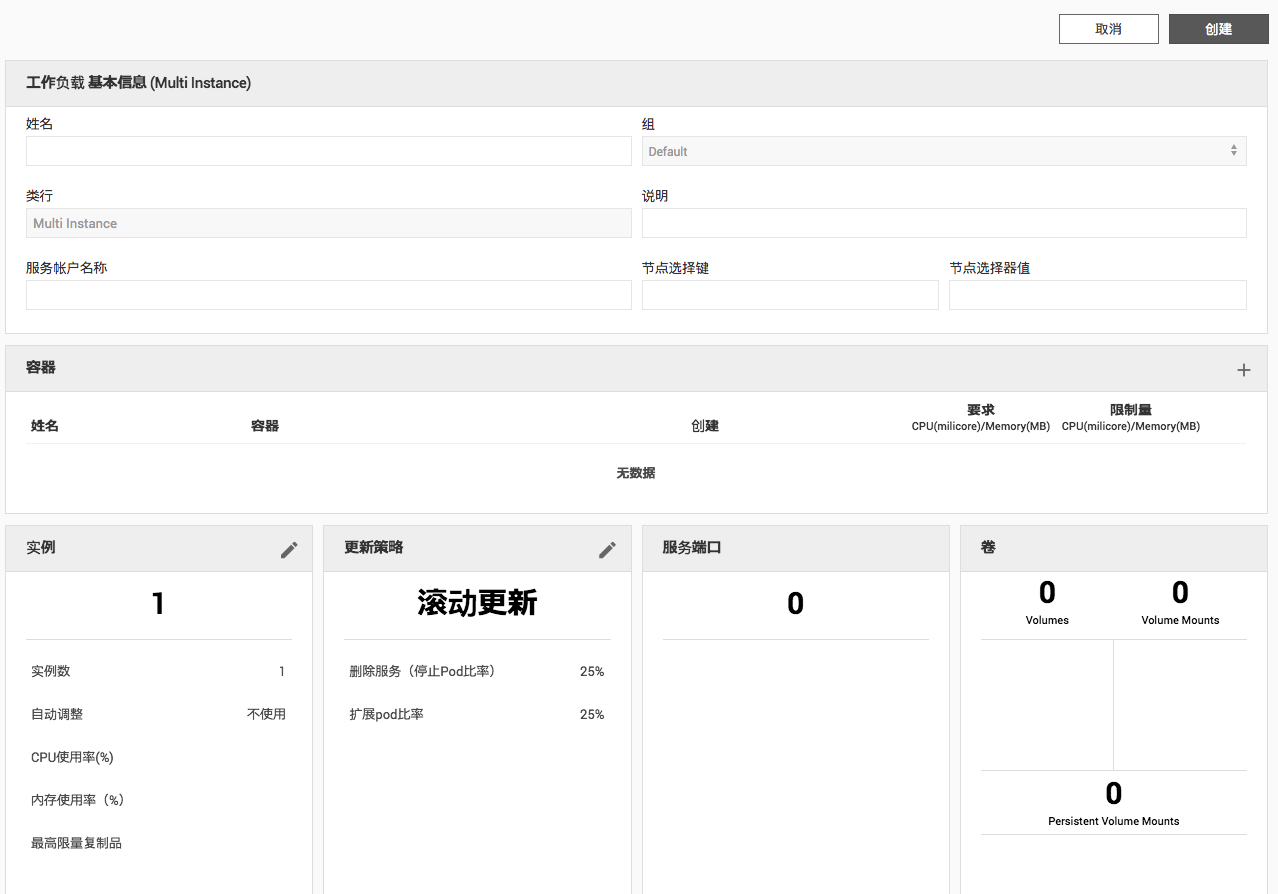 取消 创建
工作负载 基本信息 (Multi Instance)
姓名 组
Default
类行 说明
Multi Instance
服务帐户名称 节点选择键 节点选择器值
容器
姓名 容器 创建 要求 限制量
CPU(milicore)/Memory(MB) CPU(milicore)/Memory(MB)
无数据
实例 更新策略 服务端口 卷
1 滚动更新 0 0 0
Volumes Volume Mounts
实例数 1 删除服务（停止Pod比率） 25%
自动调整 不使用 扩展pod比率 25%
CPU使用率(%)
内存使用率（%） 0
Persistent Volume Mounts
最高限量复制品